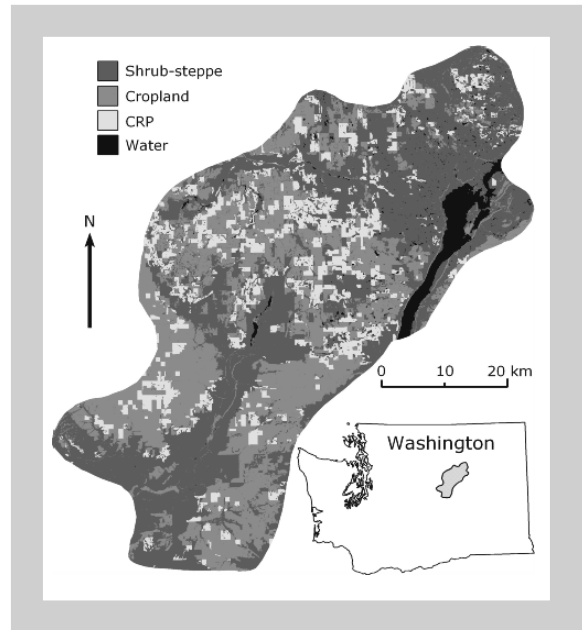 Shrub-steppe
Cropland
CRP
Water
N
0 10 20 km
Washington